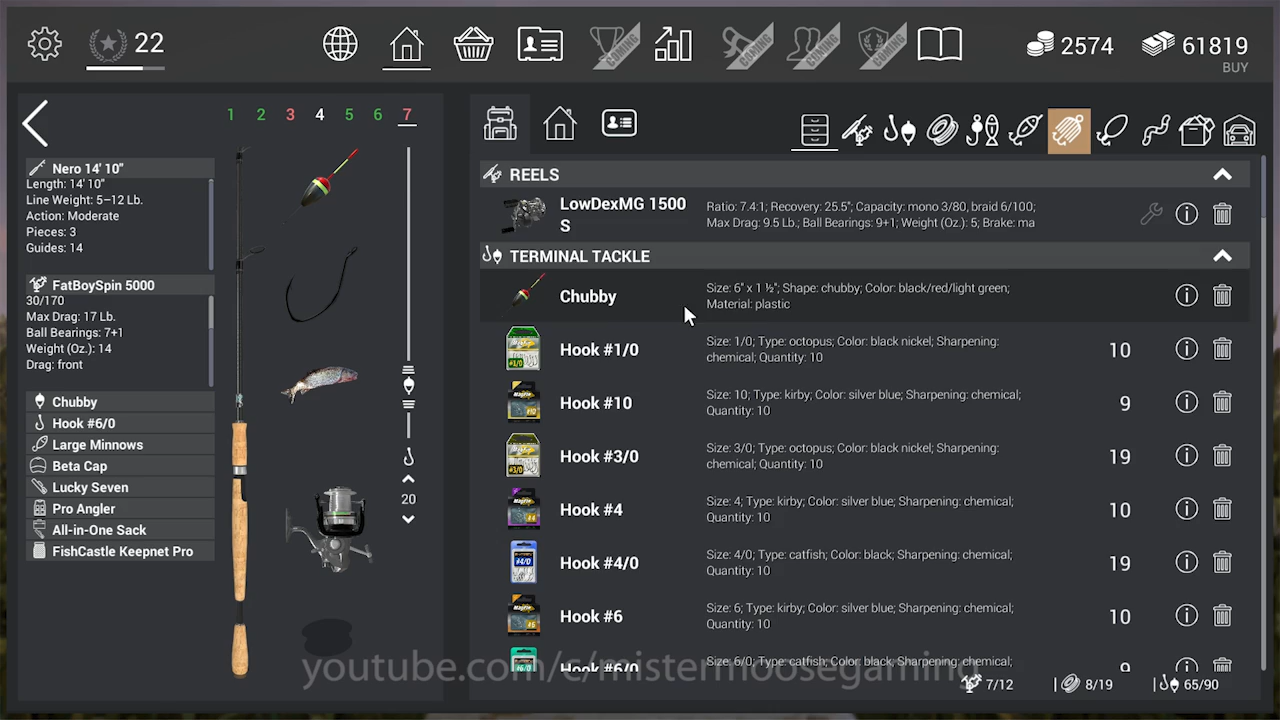 22
COMING
COMING
COMING
COMING
2574
61819
BUY
1 2 3 4 5 6 7
Nero 14' 10"
Length: 14' 10"
Line Weight: 5–12 Lb.
Action: Moderate
Pieces: 3
Guides: 14
FatBoySpin 5000
30/170
Max Drag: 17 Lb.
Ball Bearings: 7+1
Weight (Oz.): 14
Drag: front
Chubby
Hook #6/0
Large Minnows
Beta Cap
Lucky Seven
Pro Angler
All-in-One Sack
FishCastle Keepnet Pro
20
REELS
LowDexMG 1500 S
Ratio: 7.4:1; Recovery: 25.5"; Capacity: mono 3/80, braid 6/100;
Max Drag: 9.5 Lb.; Ball Bearings: 9+1; Weight (Oz.): 5; Brake: ma
TERMINAL TACKLE
Chubby
Size: 6" x 1 ½"; Shape: chubby; Color: black/red/light green;
Material: plastic
Hook #1/0
Size: 1/0; Type: octopus; Color: black nickel; Sharpening:
chemical; Quantity: 10
10
Hook #10
Size: 10; Type: kirby; Color: silver blue; Sharpening: chemical;
Quantity: 10
9
Hook #3/0
Size: 3/0; Type: octopus; Color: black nickel; Sharpening:
chemical; Quantity: 10
19
Hook #4
Size: 4; Type: kirby; Color: silver blue; Sharpening: chemical;
Quantity: 10
10
Hook #4/0
Size: 4/0; Type: catfish; Color: black; Sharpening: chemical;
Quantity: 10
19
Hook #6
Size: 6; Type: kirby; Color: silver blue; Sharpening: chemical;
Quantity: 10
10
Hook #6/0
Size: 6/0; Type: catfish; Color: black; Sharpening: chemical;
9
youtube.com/c/mistermoosegaming
7/12 8/19 65/90